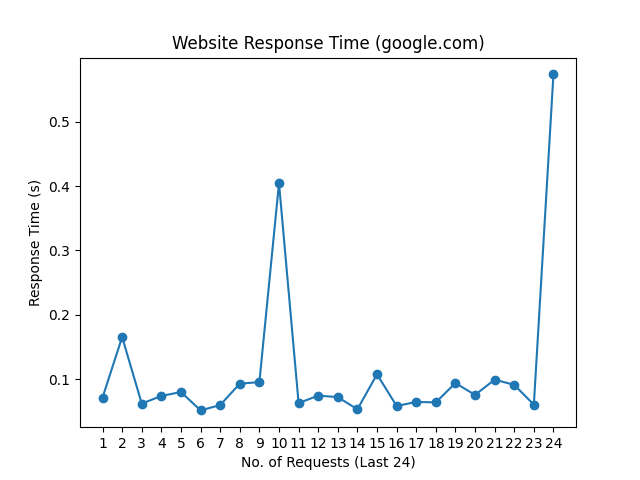 Website Response Time (google.com)
Response Time (s)
0.5
0.4
0.3
0.2
0.1
1 2 3 4 5 6 7 8 9 10 11 12 13 14 15 16 17 18 19 20 21 22 23 24
No. of Requests (Last 24)